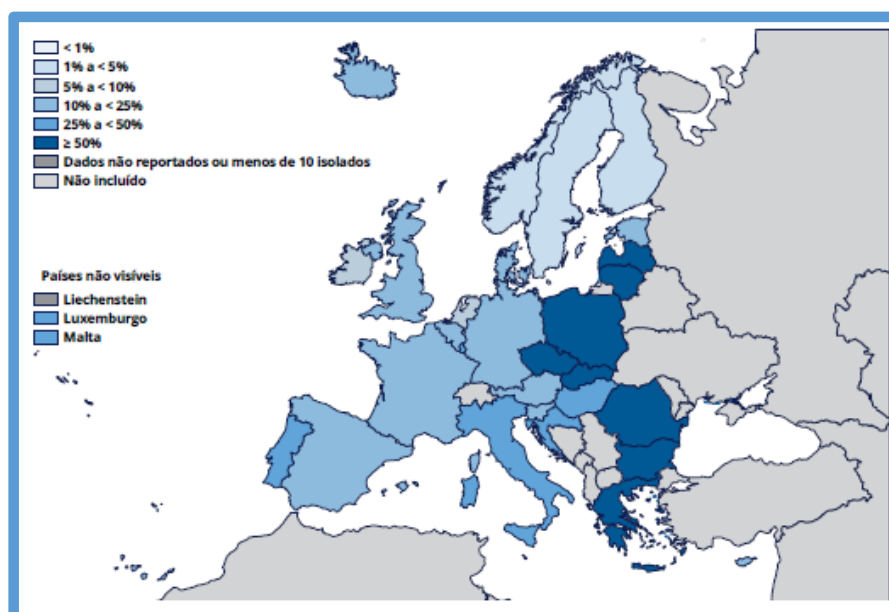 < 1%
1% a < 5%
5% a < 10%
10% a < 25%
25% a < 50%
≥ 50%
Dados não reportados ou menos de 10 isolados
Não incluído
Países não visíveis
Liechenstein
Luxemburgo
Malta